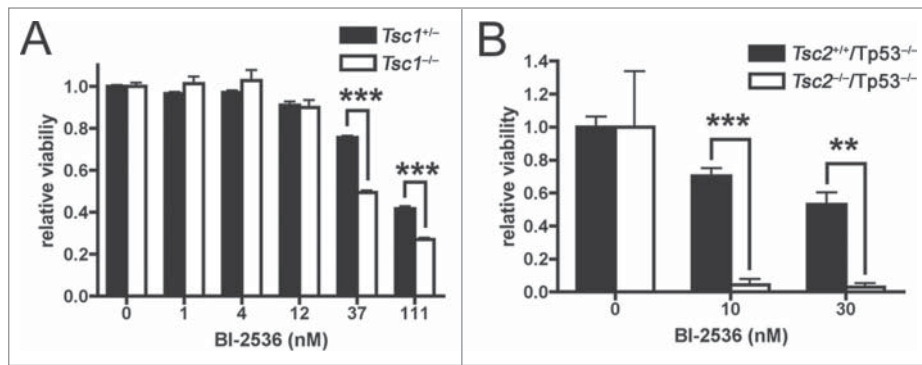 A
Tsc1+/–
Tsc1–/–
relative viability
1.0
0.8
0.6
0.4
0.2
0.0
***
***
0 1 4 12 37 111
BI-2536 (nM)
B
Tsc2+/+/Tp53–/–
Tsc2–/–/Tp53–/–
relative viability
1.4
1.2
1.0
0.8
0.6
0.4
0.2
0.0
***
**
0 10 30
BI-2536 (nM)